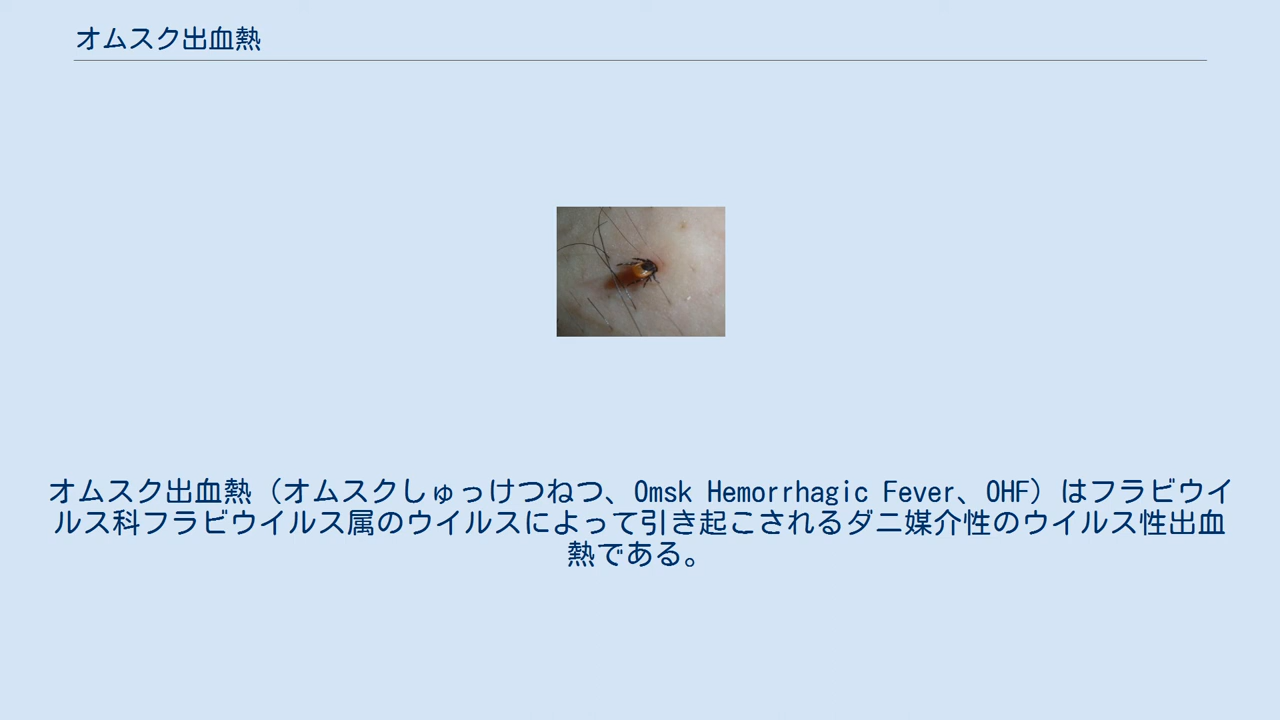 オムスク出血熱
オムスク出血熱（オムスクしゅっけつねつ、Omsk Hemorrhagic Fever、OHF）はフラビウイ
ルス科フラビウイルス属のウイルスによって引き起こされるダニ媒介性のウイルス性出血
熱である。